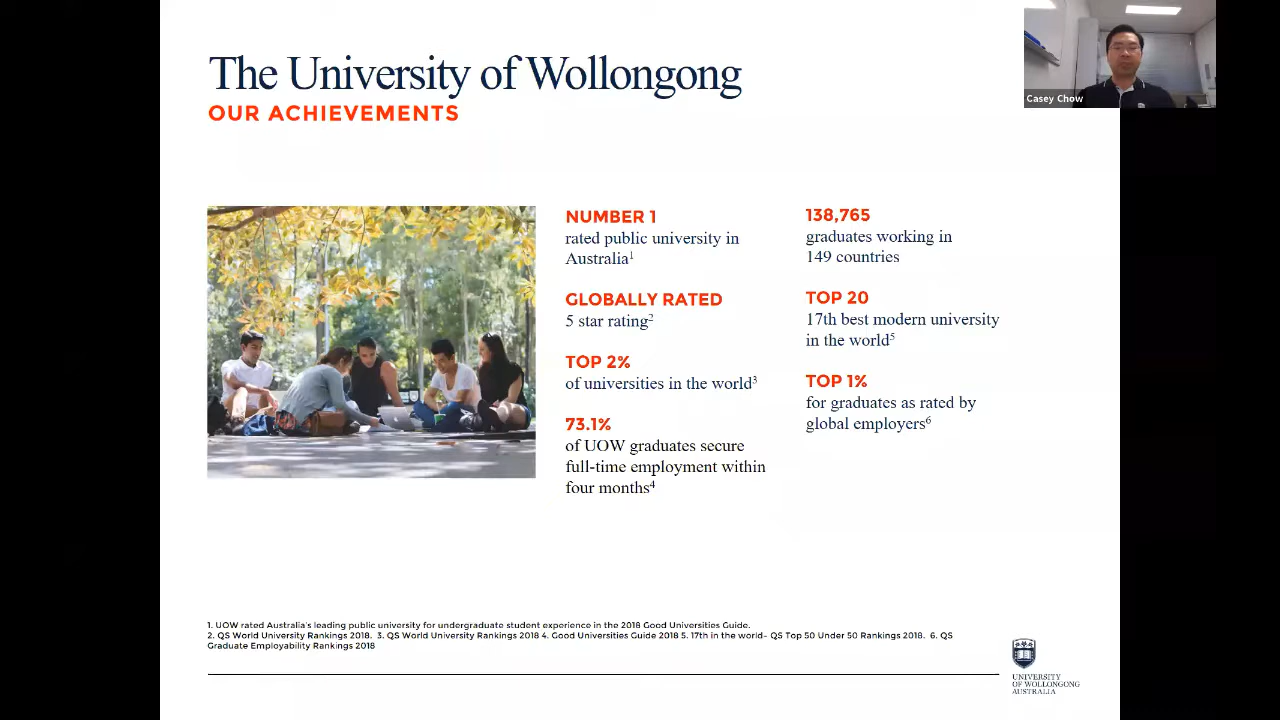 The University of Wollongong
OUR ACHIEVEMENTS
Casey Chow
NUMBER 1
rated public university in
Australia¹
GLOBALLY RATED
5 star rating²
TOP 2%
of universities in the world³
73.1%
of UOW graduates secure
full-time employment within
four months⁴
138,765
graduates working in
149 countries
TOP 20
17th best modern university
in the world⁵
TOP 1%
for graduates as rated by
global employers⁶
1. UOW rated Australia's leading public university for undergraduate student experience in the 2018 Good Universities Guide.
2. QS World University Rankings 2018. 3. QS World University Rankings 2018 4. Good Universities Guide 2018 5. 17th in the world- QS Top 50 Under 50 Rankings 2018. 6. QS
Graduate Employability Rankings 2018
UNIVERSITY
OF WOLLONGONG
AUSTRALIA